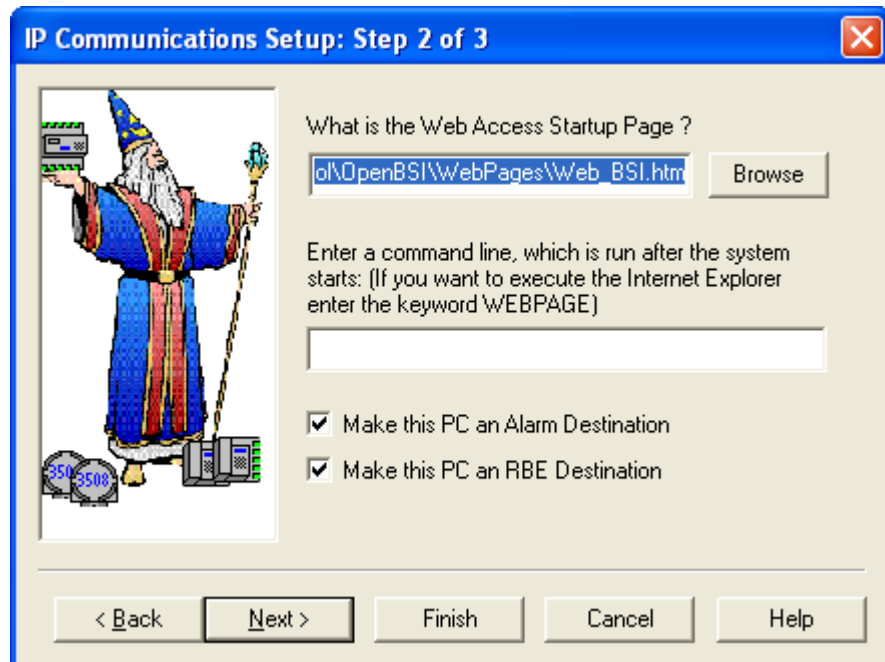 IP Communications Setup: Step 2 of 3
What is the Web Access Startup Page ?
ol\OpenBSI\WebPages\Web_BSI.htm
Browse
Enter a command line, which is run after the system
starts: (If you want to execute the Internet Explorer
enter the keyword WEBPAGE)
Make this PC an Alarm Destination
Make this PC an RBE Destination
350
3508
< Back
Next >
Finish
Cancel
Help